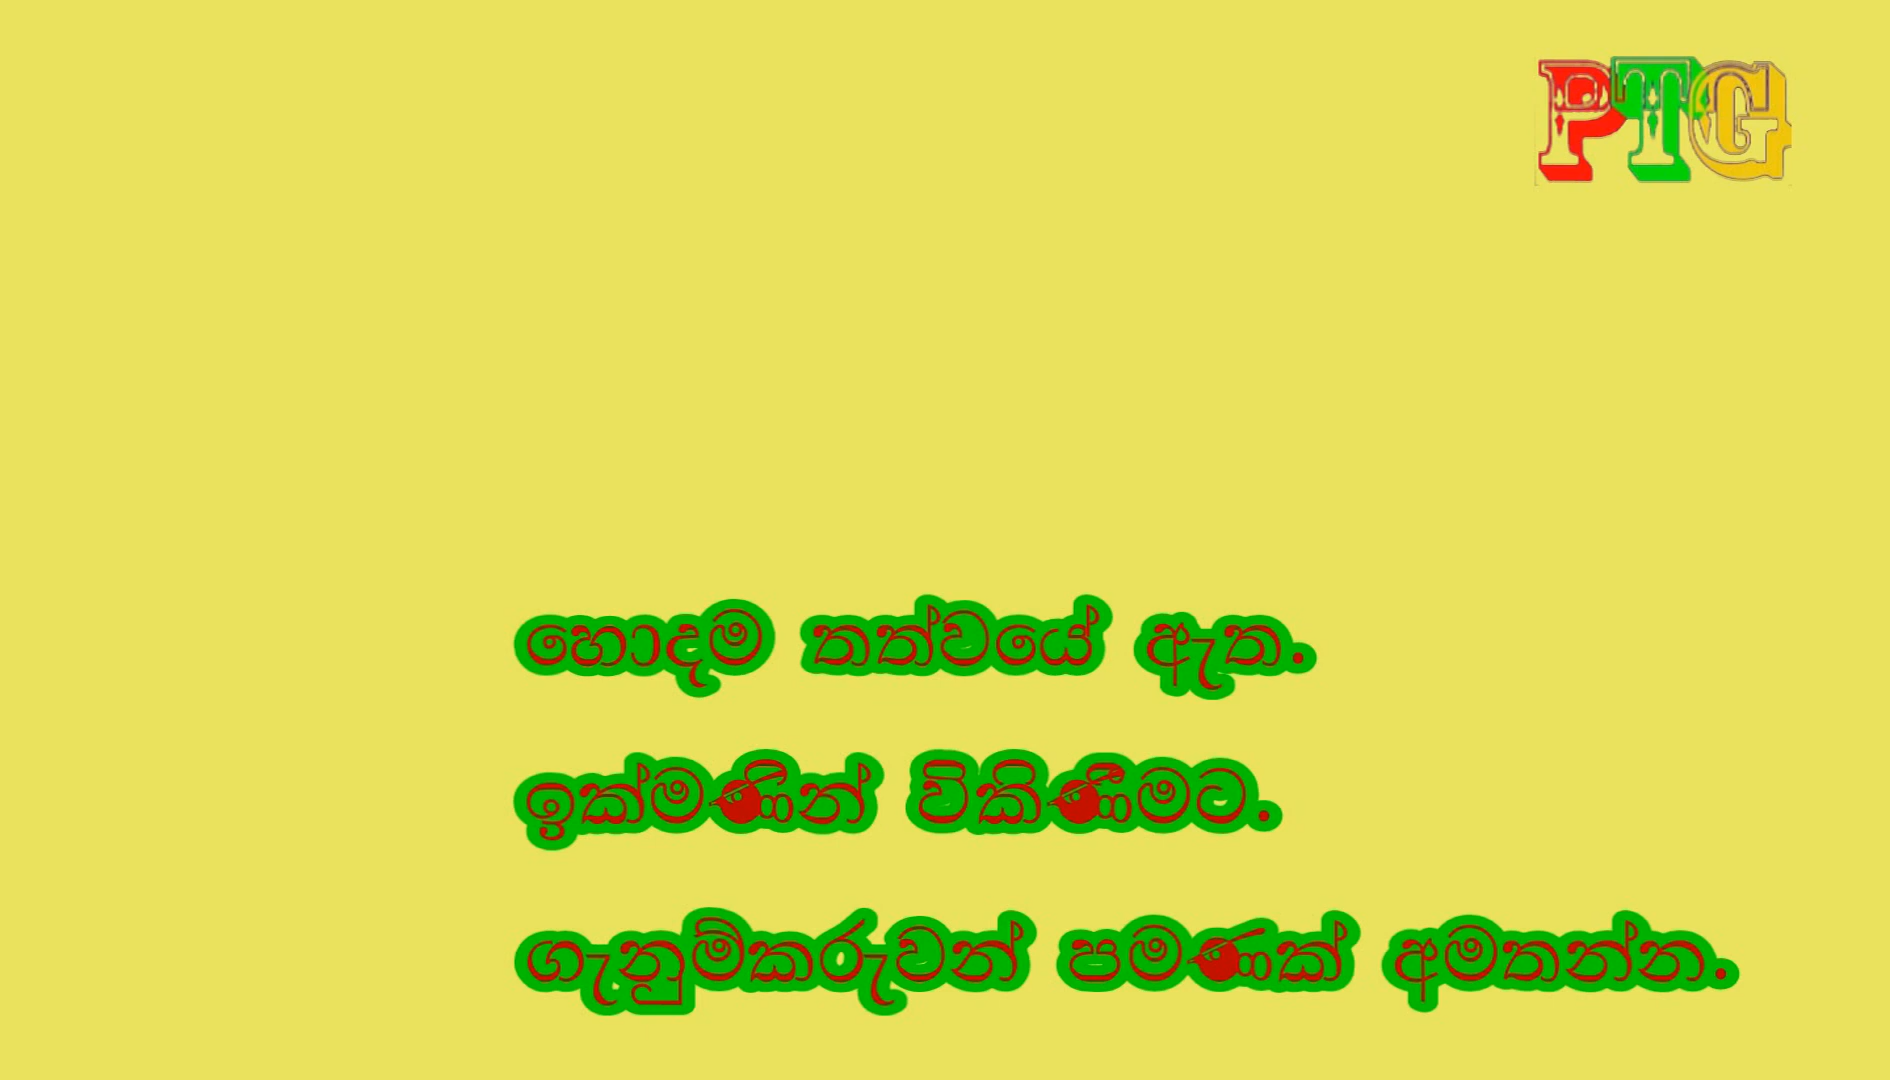 PTG
හොදම තත්වයේ ඇත.
ඉක්මණින් විකිණීමට.
ගැනුම්කරුවන් පමණක් අමතන්න.